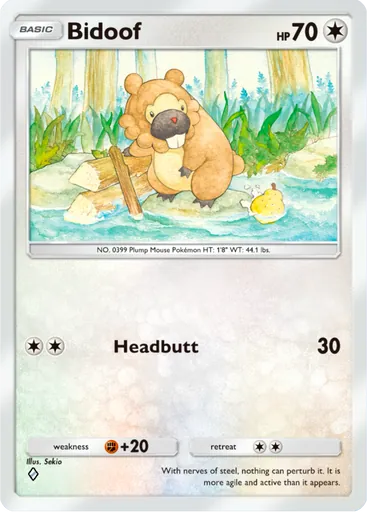 BASIC Bidoof HP 70
NO. 0399 Plump Mouse Pokémon HT: 1'8" WT: 44.1 lbs.
Headbutt 30
weakness +20 retreat
Illus. Sekio
With nerves of steel, nothing can perturb it. It is
more agile and active than it appears.